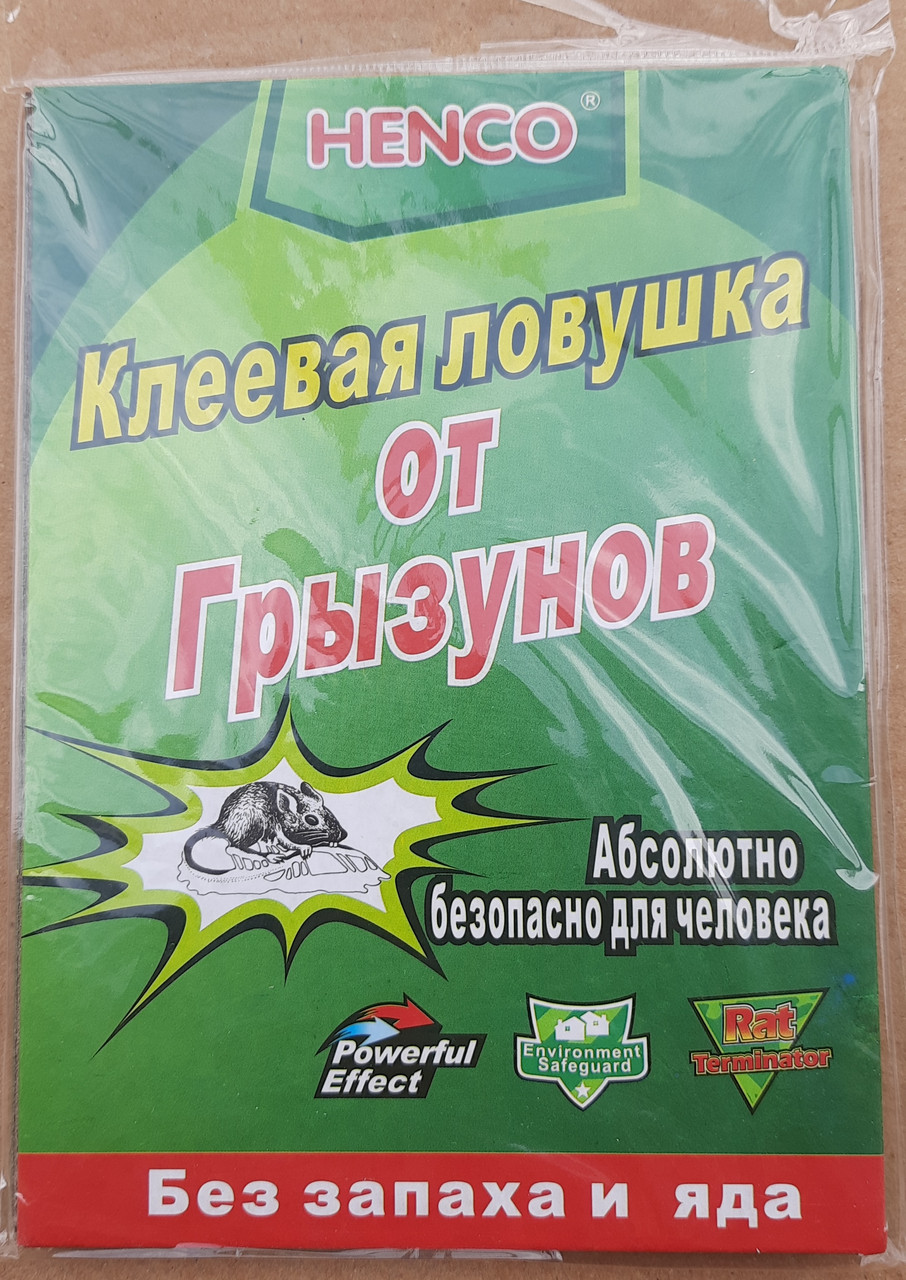 HENCO®
Клеевая ловушка
от
Грызунов
Абсолютно
безопасно для человека
Powerful
Effect
Environment
Safeguard
Rat
Terminator
Без запаха и яда